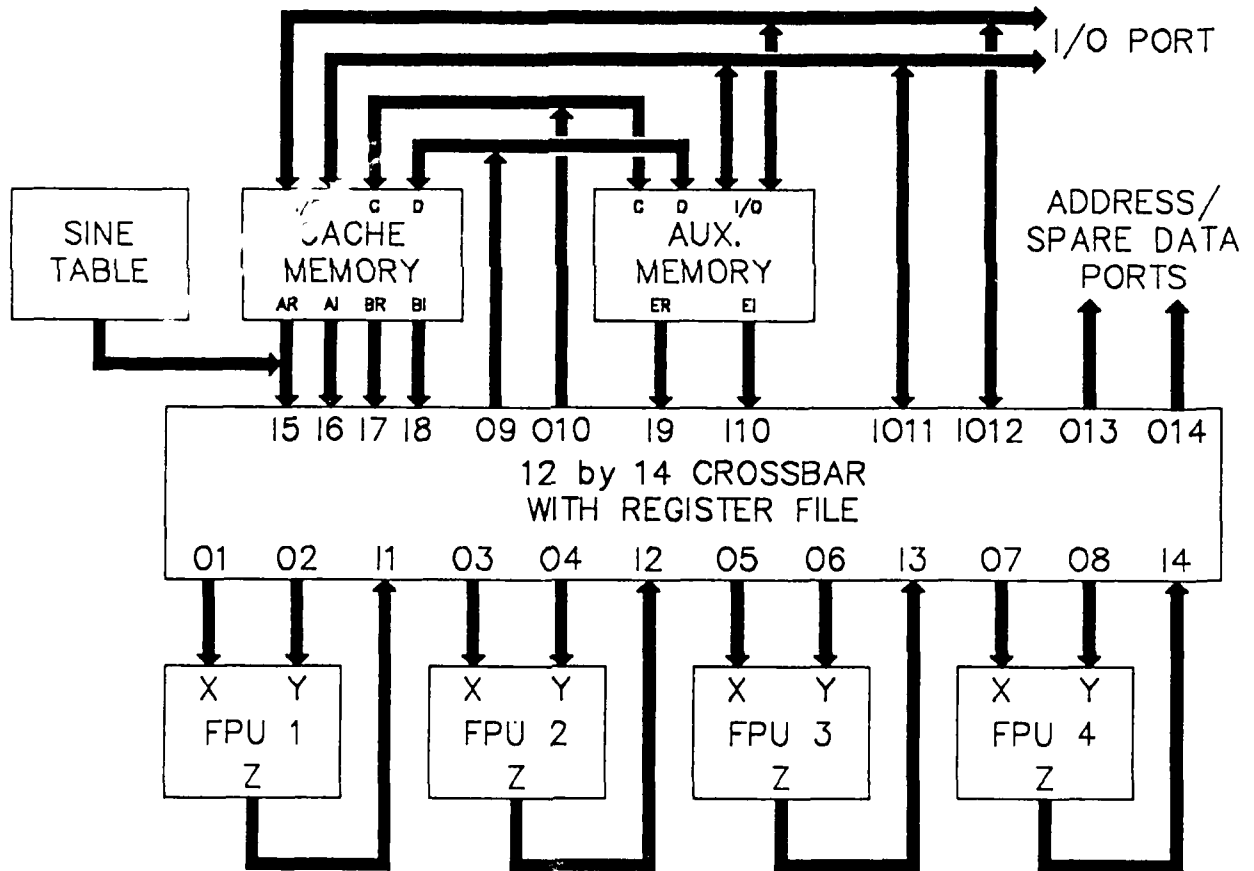 I/O PORT
C D
C D I/O
SINE
TABLE
CACHE
MEMORY
AUX.
MEMORY
ADDRESS/
SPARE DATA
PORTS
AR AI BR BI
ER EI
I5 I6 I7 I8 O9 O10 I9 I10 IO11 IO12 O13 O14
12 by 14 CROSSBAR
WITH REGISTER FILE
O1 O2 I1 O3 O4 I2 O5 O6 I3 O7 O8 I4
X Y
FPU 1
Z
X Y
FPU 2
Z
X Y
FPU 3
Z
X Y
FPU 4
Z